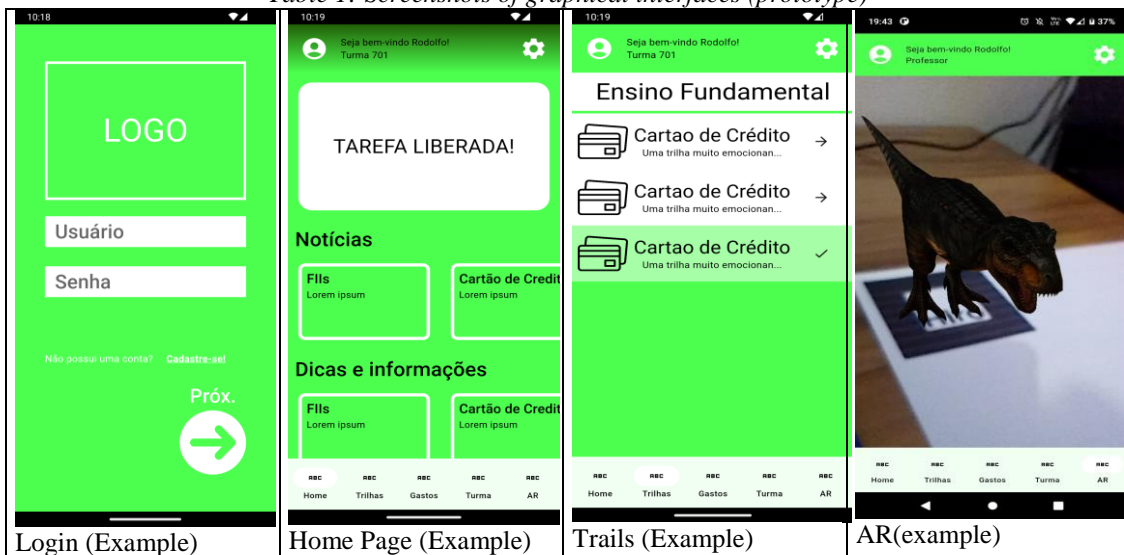 Table 1: Screenshots of graphical interfaces (prototype)
10:18
LOGO
Usuário
Senha
Não possui uma conta? Cadastre-se!
Próx.
Login (Example)
10:19
Seja bem-vindo Rodolfo!
Turma 701
TAREFA LIBERADA!
Notícias
FIIs
Lorem ipsum
Cartão de Credit
Lorem ipsum
Dicas e informações
FIIs
Lorem ipsum
Cartão de Credit
Lorem ipsum
ABC ABC ABC ABC ABC
Home Trilhas Gastos Turma AR
Home Page (Example)
10:19
Seja bem-vindo Rodolfo!
Turma 701
Ensino Fundamental
Cartao de Crédito
Uma trilha muito emocionan...
Cartao de Crédito
Uma trilha muito emocionan...
Cartao de Crédito
Uma trilha muito emocionan...
ABC ABC ABC ABC ABC
Home Trilhas Gastos Turma AR
Trails (Example)
19:43 37%
Seja bem-vindo Rodolfo!
Professor
ABC ABC ABC ABC ABC
Home Trilhas Gastos Turma AR
AR(example)